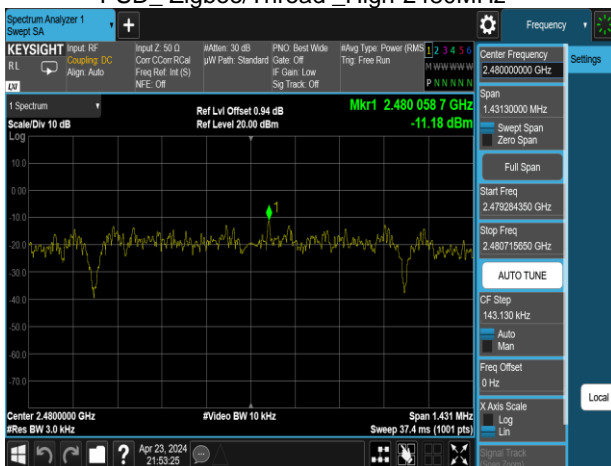 PSD_ Zigbee/Thread _High 2480MHz
Spectrum Analyzer 1
Swept SA
Frequency
KEYSIGHT
RL
LXI
Input: RF
Coupling: DC
Align: Auto
Input Z: 50 Ω
Corr CCorr RCal
Freq Ref: Int (S)
NFE: Off
#Atten: 30 dB
µW Path: Standard
PNO: Best Wide
Gate: Off
IF Gain: Low
Sig Track: Off
#Avg Type: Power (RMS
Trig: Free Run
1 2 3 4 5 6
M W W W W W
P N N N N N
1 Spectrum
Scale/Div 10 dB
Ref Lvl Offset 0.94 dB
Ref Level 20.00 dBm
Mkr1 2.480 058 7 GHz
-11.18 dBm
Log
10.0
0.00
-10.0
-20.0
-30.0
-40.0
-50.0
-60.0
-70.0
1
Center 2.4800000 GHz
#Res BW 3.0 kHz
#Video BW 10 kHz
Span 1.431 MHz
Sweep 37.4 ms (1001 pts)
Apr 23, 2024
21:53:25
Center Frequency
2.480000000 GHz
Span
1.43130000 MHz
Swept Span
Zero Span
Full Span
Start Freq
2.479284350 GHz
Stop Freq
2.480715650 GHz
AUTO TUNE
CF Step
143.130 kHz
Auto
Man
Freq Offset
0 Hz
X Axis Scale
Log
Lin
Signal Track
Settings
Local